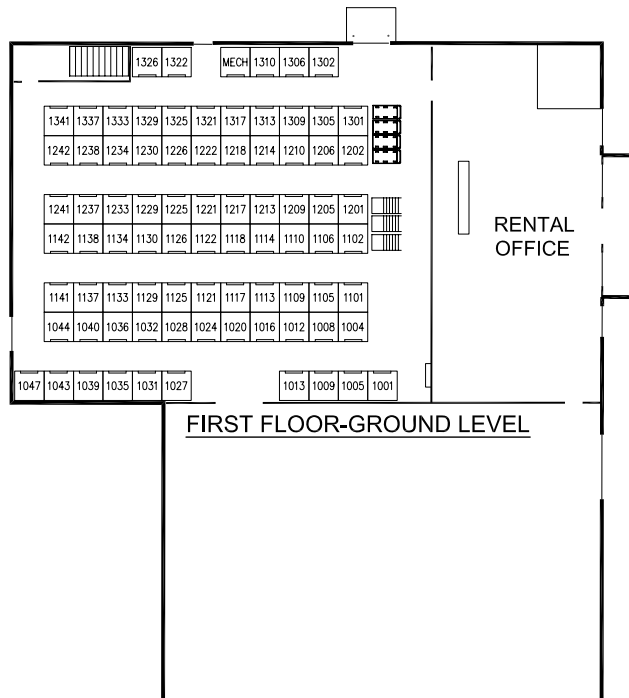 1326 1322 MECH 1310 1306 1302
1341 1337 1333 1329 1325 1321 1317 1313 1309 1305 1301
1242 1238 1234 1230 1226 1222 1218 1214 1210 1206 1202
1241 1237 1233 1229 1225 1221 1217 1213 1209 1205 1201
RENTAL
OFFICE
1142 1138 1134 1130 1126 1122 1118 1114 1110 1106 1102
1141 1137 1133 1129 1125 1121 1117 1113 1109 1105 1101
1044 1040 1036 1032 1028 1024 1020 1016 1012 1008 1004
1047 1043 1039 1035 1031 1027 1013 1009 1005 1001
FIRST FLOOR-GROUND LEVEL